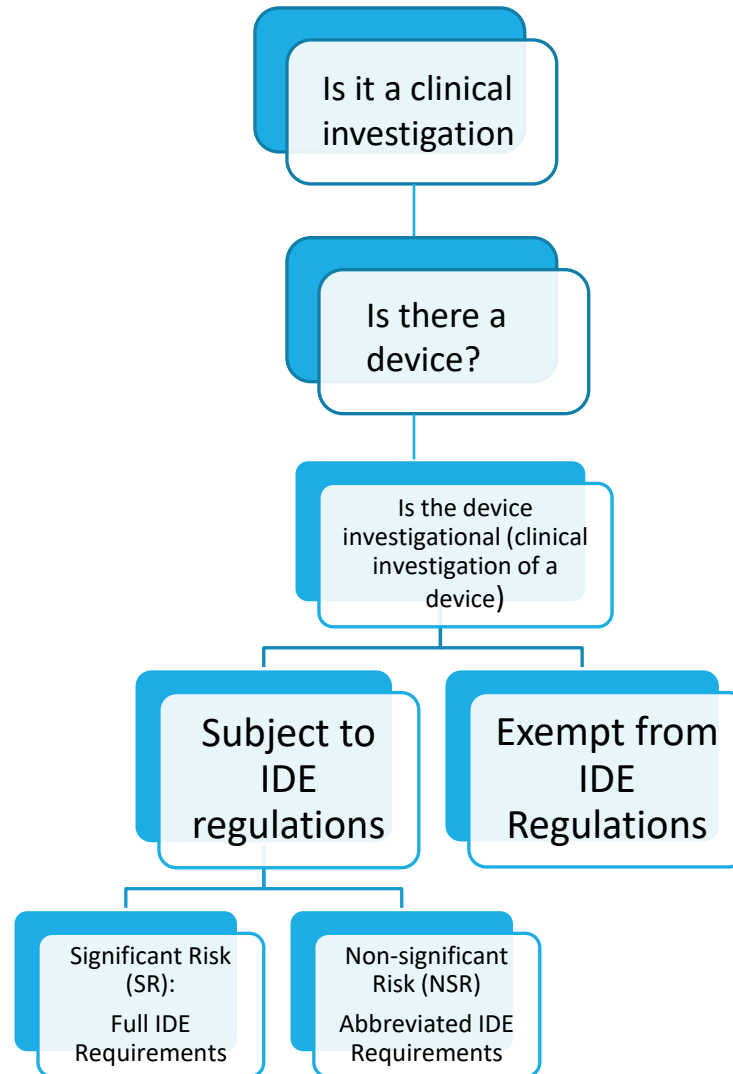 Is it a clinical
investigation
Is there a
device?
Is the device
investigational (clinical
investigation of a
device)
Subject to
IDE
regulations
Exempt from
IDE
Regulations
Significant Risk
(SR):
Full IDE
Requirements
Non-significant
Risk (NSR)
Abbreviated IDE
Requirements